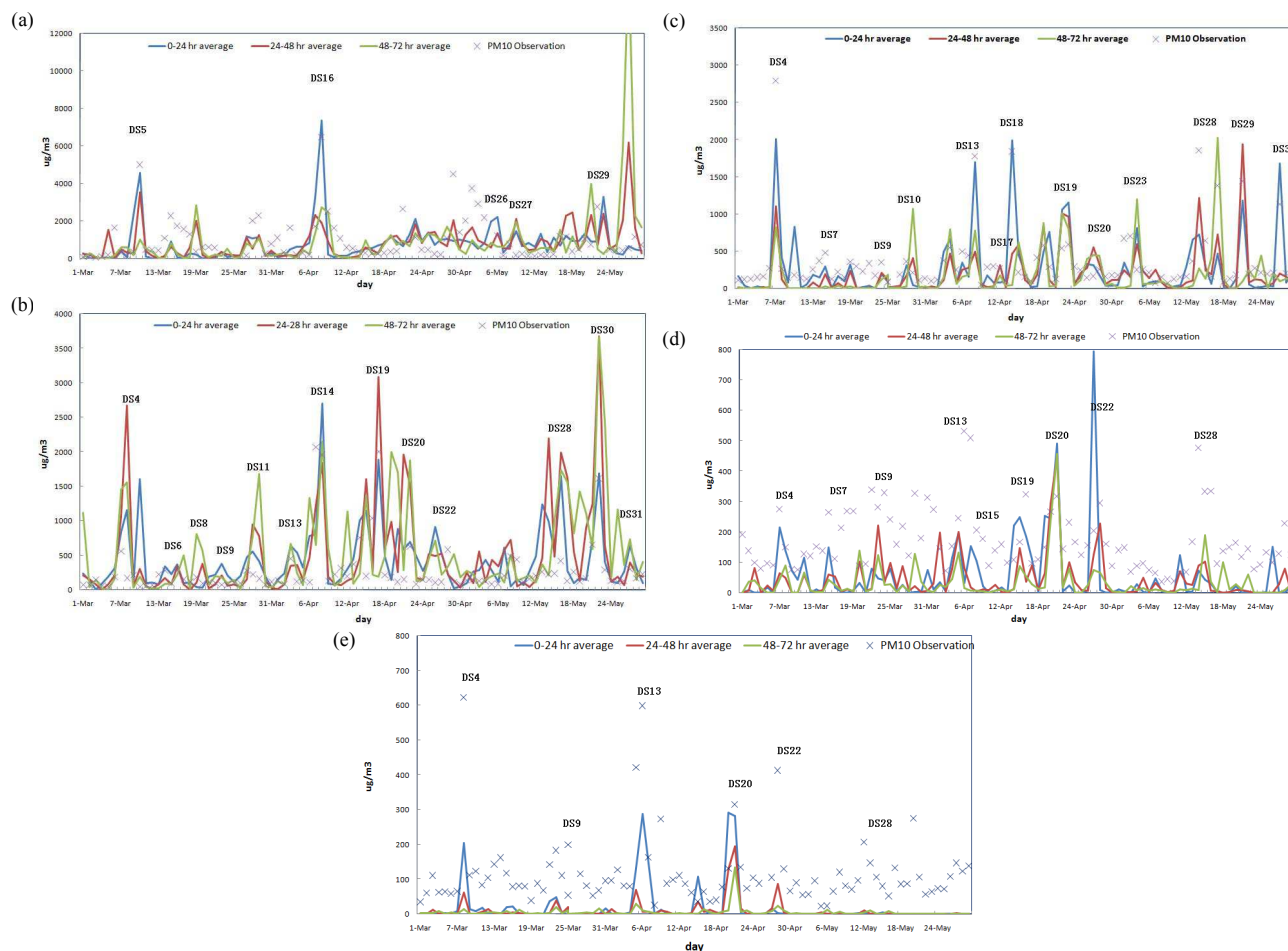 (a)
0-24 hr average 24-48 hr average 48-72 hr average PM10 Observation
12000
10000
8000
6000
4000
2000
0
ug/m3
DS5
DS16
DS26
DS27
DS29
1-Mar 7-Mar 13-Mar 19-Mar 25-Mar 31-Mar 6-Apr 12-Apr 18-Apr 24-Apr 30-Apr 6-May 12-May 18-May 24-May
day
(b)
0-24 hr average 24-28 hr average 48-72 hr average PM10 Observation
4000
3500
3000
2500
2000
1500
1000
500
0
ug/m3
DS4
DS6
DS8
DS9
DS11
DS13
DS14
DS19
DS20
DS22
DS28
DS30
DS31
1-Mar 7-Mar 13-Mar 19-Mar 25-Mar 31-Mar 6-Apr 12-Apr 18-Apr 24-Apr 30-Apr 6-May 12-May 18-May 24-May
day
(c)
0-24 hr average 24-48 hr average 48-72 hr average PM10 Observation
3500
3000
2500
2000
1500
1000
500
0
ug/m3
DS4
DS7
DS9
DS10
DS13
DS17
DS18
DS19
DS20
DS23
DS28
DS29
DS3
1-Mar 7-Mar 13-Mar 19-Mar 25-Mar 31-Mar 6-Apr 12-Apr 18-Apr 24-Apr 30-Apr 6-May 12-May 18-May 24-May
day
(d)
0-24 hr average 24-48 hr average 48-72 hr average PM10 Observation
800
700
600
500
400
300
200
100
0
ug/m3
DS4
DS7
DS9
DS13
DS15
DS19
DS20
DS22
DS28
1-Mar 7-Mar 13-Mar 19-Mar 25-Mar 31-Mar 6-Apr 12-Apr 18-Apr 24-Apr 30-Apr 6-May 12-May 18-May 24-May
day
(e)
0-24 hr average 24-48 hr average 48-72 hr average PM10 Observation
800
700
600
500
400
300
200
100
0
ug/m3
DS4
DS9
DS13
DS20
DS22
DS28
1-Mar 7-Mar 13-Mar 19-Mar 25-Mar 31-Mar 6-Apr 12-Apr 18-Apr 24-Apr 30-Apr 6-May 12-May 18-May 24-May
day